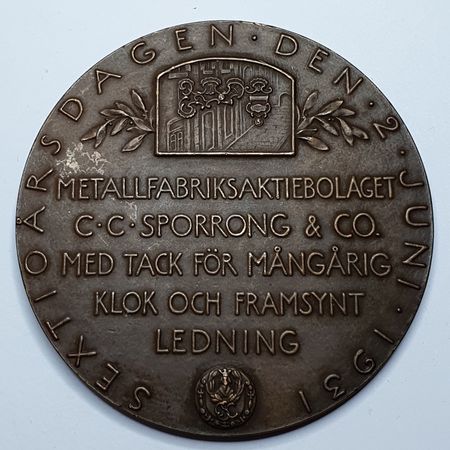 SEXTIOÅRSDAGEN · DEN · 2 · JUNI · 1931
METALLFABRIKSAKTIEBOLAGET
C · C · SPORRONG & CO.
MED TACK FÖR MÅNGÅRIG
KLOK OCH FRAMSYNT
LEDNING